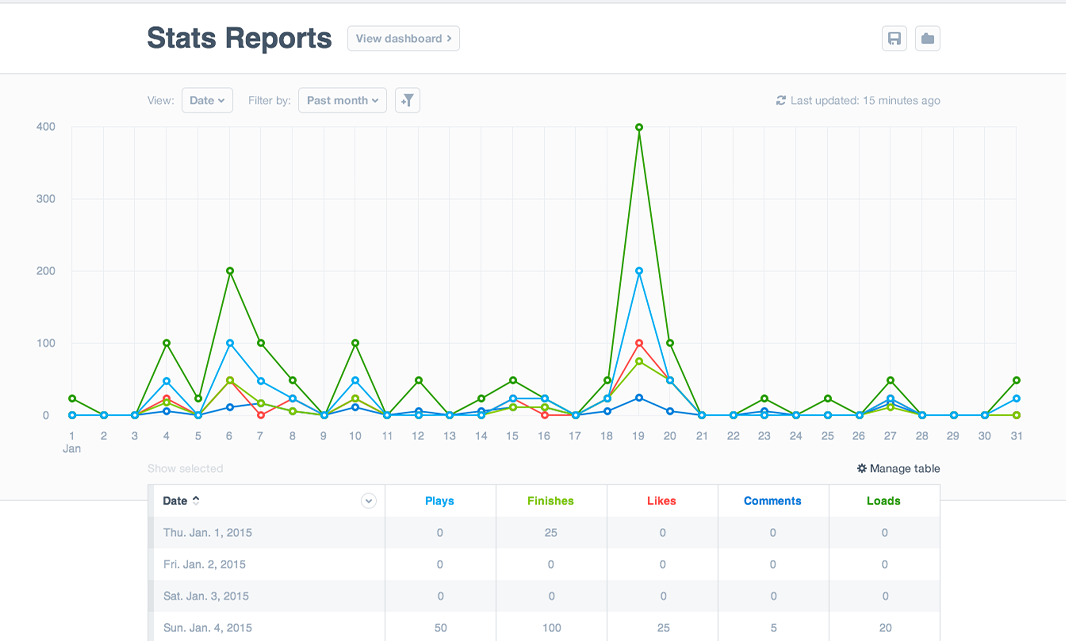 Stats Reports View dashboard >
View: Date Filter by: Past month Last updated: 15 minutes ago
400
300
200
100
0
1 2 3 4 5 6 7 8 9 10 11 12 13 14 15 16 17 18 19 20 21 22 23 24 25 26 27 28 29 30 31
Jan
Show selected Manage table
Date Plays Finishes Likes Comments Loads
Thu. Jan. 1, 2015 0 25 0 0 0
Fri. Jan. 2, 2015 0 0 0 0 0
Sat. Jan. 3, 2015 0 0 0 0 0
Sun. Jan. 4, 2015 50 100 25 5 20